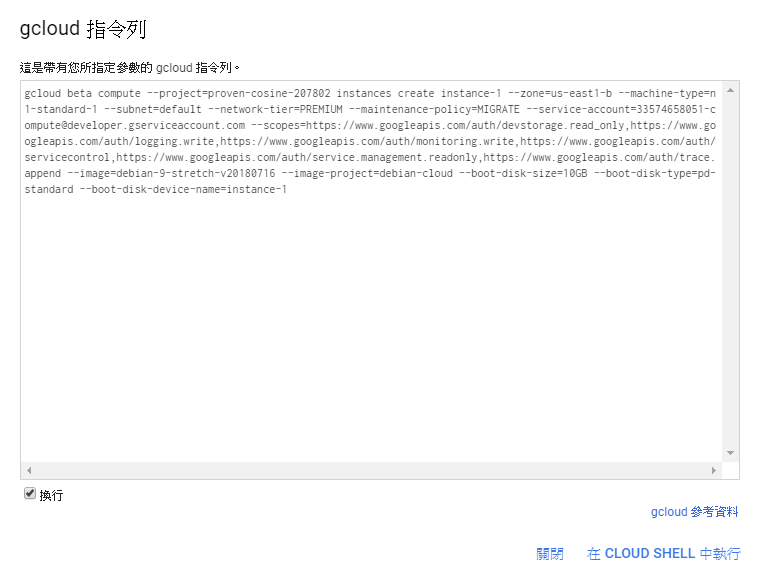 gcloud 指令列
這是帶有您所指定參數的 gcloud 指令列。
gcloud beta compute --project=proven-cosine-207802 instances create instance-1 --zone=us-east1-b --machine-type=n
1-standard-1 --subnet=default --network-tier=PREMIUM --maintenance-policy=MIGRATE --service-account=33574658051-c
ompute@developer.gserviceaccount.com --scopes=https://www.googleapis.com/auth/devstorage.read_only,https://www.go
ogleapis.com/auth/logging.write,https://www.googleapis.com/auth/monitoring.write,https://www.googleapis.com/auth/
servicecontrol,https://www.googleapis.com/auth/service.management.readonly,https://www.googleapis.com/auth/trace.
append --image=debian-9-stretch-v20180716 --image-project=debian-cloud --boot-disk-size=10GB --boot-disk-type=pd-
standard --boot-disk-device-name=instance-1
換行
gcloud 參考資料
關閉 在 CLOUD SHELL 中執行